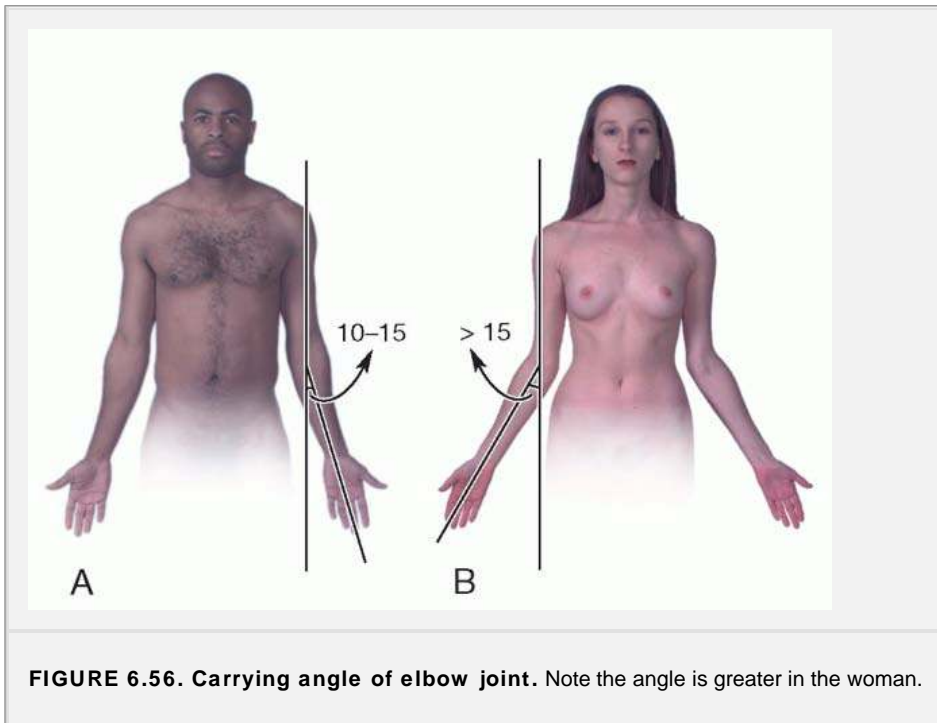 10–15
> 15
A
B
FIGURE 6.56. Carrying angle of elbow joint. Note the angle is greater in the woman.